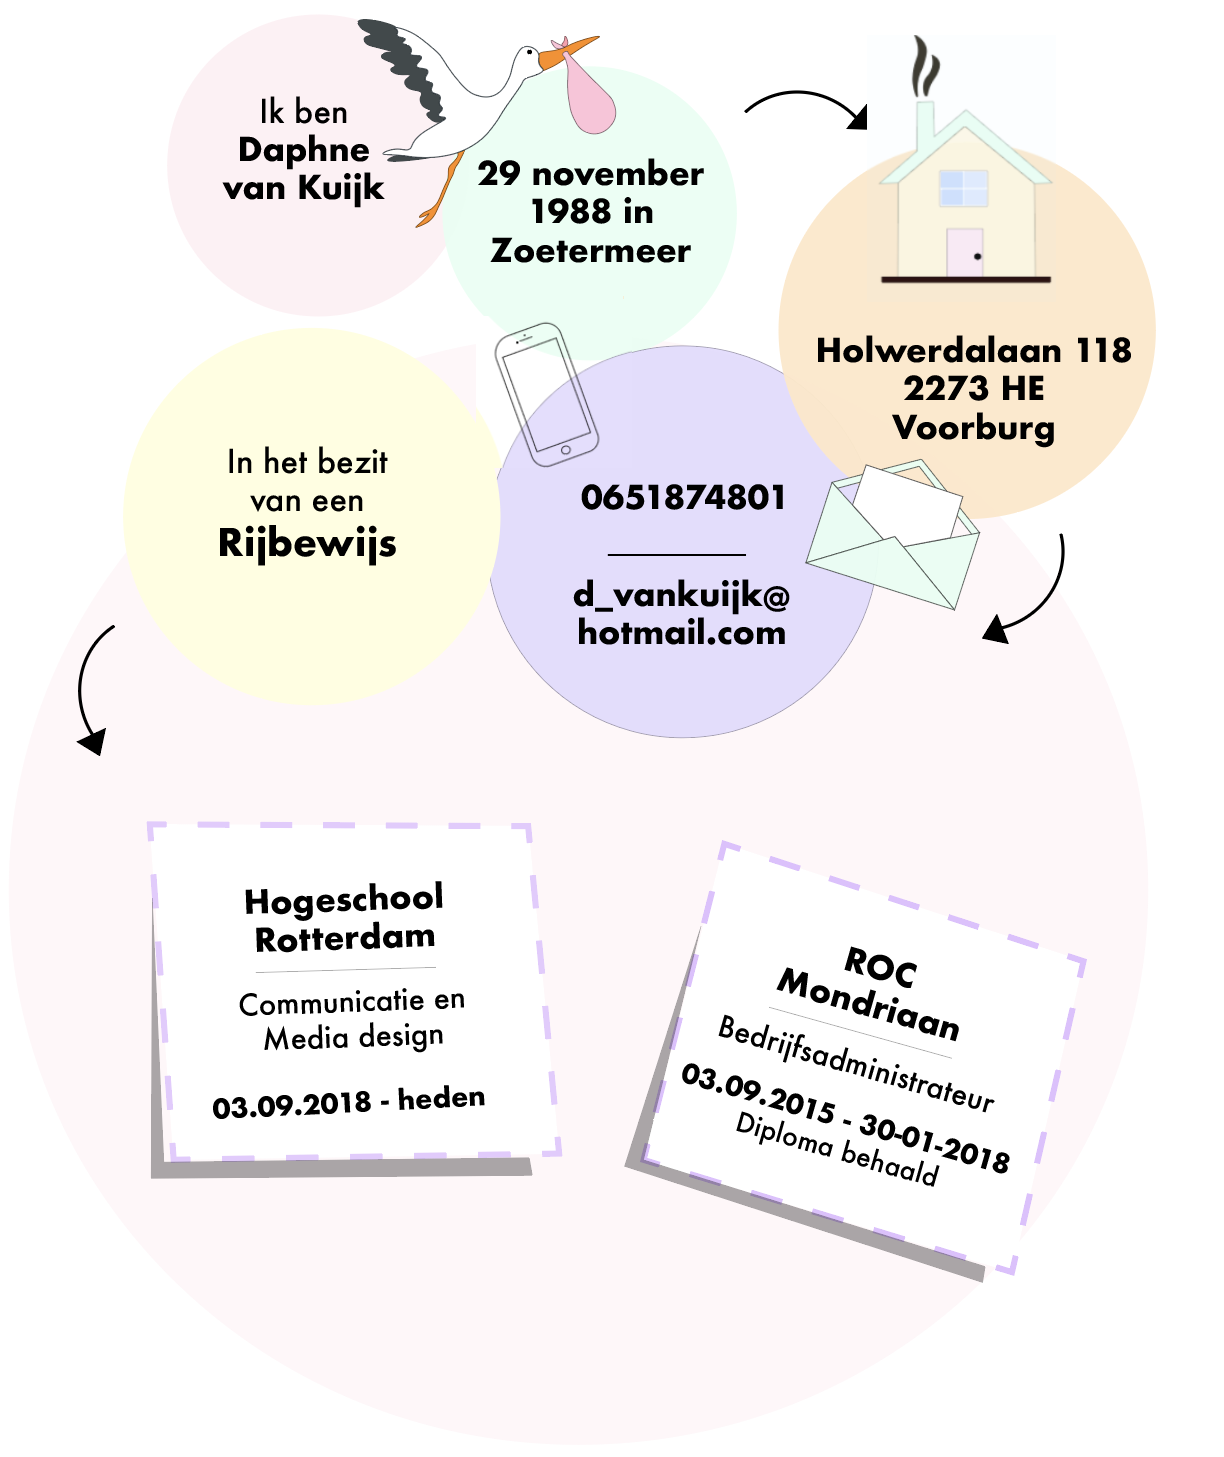 Ik ben
Daphne
van Kuijk
29 november
1988 in
Zoetermeer
Holwerdalaan 118
2273 HE
Voorburg
In het bezit
van een
Rijbewijs
0651874801
d_vankuijk@
hotmail.com
Hogeschool
Rotterdam
Communicatie en
Media design
03.09.2018 - heden
ROC
Mondriaan
Bedrijfsadministrateur
03.09.2015 - 30-01-2018
Diploma behaald